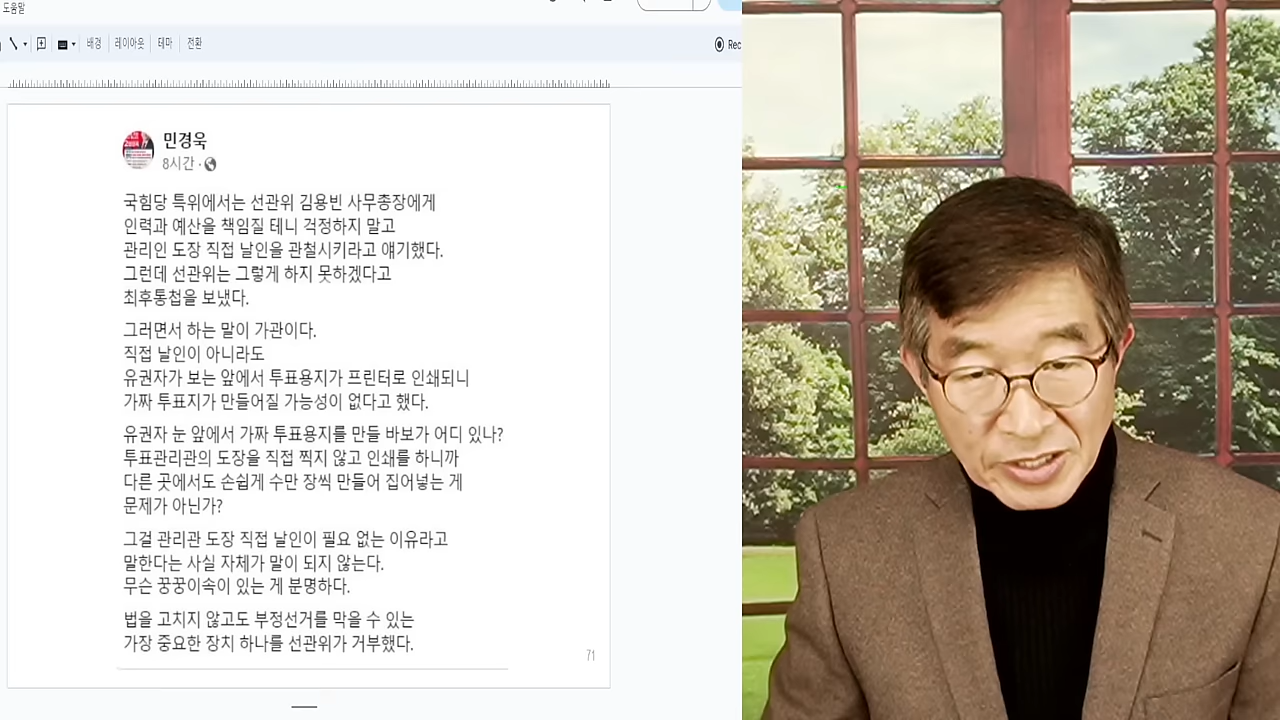 도움말
배경
레이아웃
테마
전환
Rec
민경욱
8시간 ·
국힘당 특위에서는 선관위 김용빈 사무총장에게
인력과 예산을 책임질 테니 걱정하지 말고
관리인 도장 직접 날인을 관철시키라고 얘기했다.
그런데 선관위는 그렇게 하지 못하겠다고
최후통첩을 보냈다.
그러면서 하는 말이 가관이다.
직접 날인이 아니라도
유권자가 보는 앞에서 투표용지가 프린터로 인쇄되니
가짜 투표지가 만들어질 가능성이 없다고 했다.
유권자 눈 앞에서 가짜 투표용지를 만들 바보가 어디 있나?
투표관리관의 도장을 직접 찍지 않고 인쇄를 하니까
다른 곳에서도 손쉽게 수만 장씩 만들어 집어넣는 게
문제가 아닌가?
그걸 관리관 도장 직접 날인이 필요 없는 이유라고
말한다는 사실 자체가 말이 되지 않는다.
무슨 꿍꿍이속이 있는 게 분명하다.
법을 고치지 않고도 부정선거를 막을 수 있는
가장 중요한 장치 하나를 선관위가 거부했다.
71